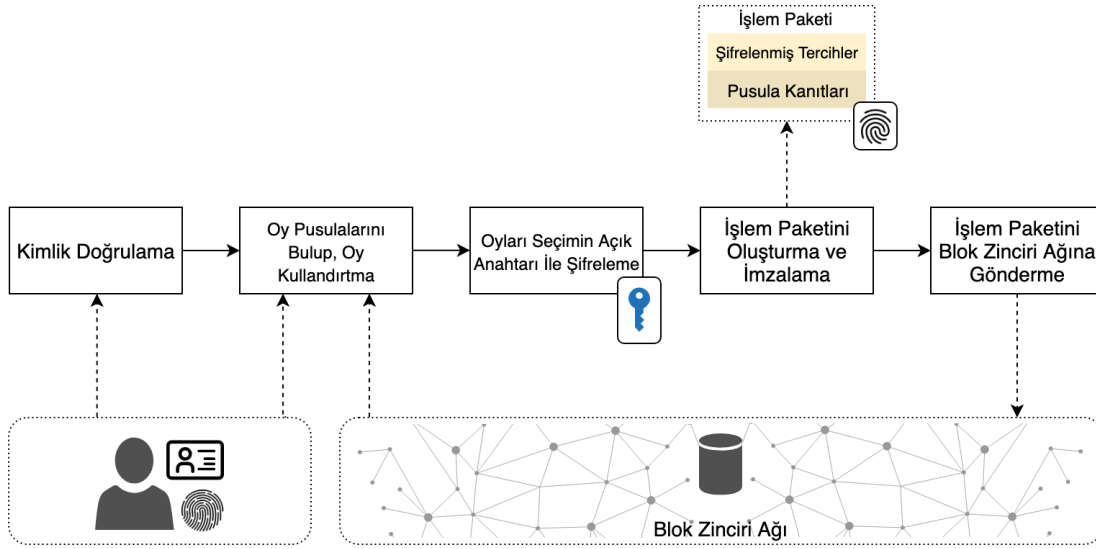 İşlem Paketi
Şifrelenmiş Tercihler
Pusula Kanıtları
Kimlik Doğrulama
Oy Pusulalarını
Bulup, Oy
Kullandırtma
Oyları Seçimin Açık
Anahtarı İle Şifreleme
İşlem Paketini
Oluşturma ve
İmzalama
İşlem Paketini
Blok Zinciri Ağına
Gönderme
Blok Zinciri Ağı